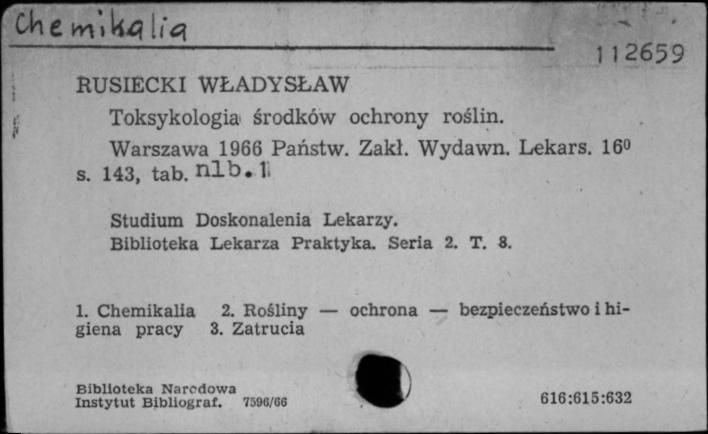 Chemikalia
112659
RUSIECKI WŁADYSŁAW
Toksykologia środków ochrony roślin.
Warszawa 1966 Państw. Zakł. Wydawn. Lekars. 16⁰
s. 143, tab. nlb. 1
Studium Doskonalenia Lekarzy.
Biblioteka Lekarza Praktyka. Seria 2. T. 8.
1. Chemikalia 2. Rośliny — ochrona — bezpieczeństwo i hi-
giena pracy 3. Zatrucia
Biblioteka Narodowa
Instytut Bibliograf. 7596/66
616:615:632